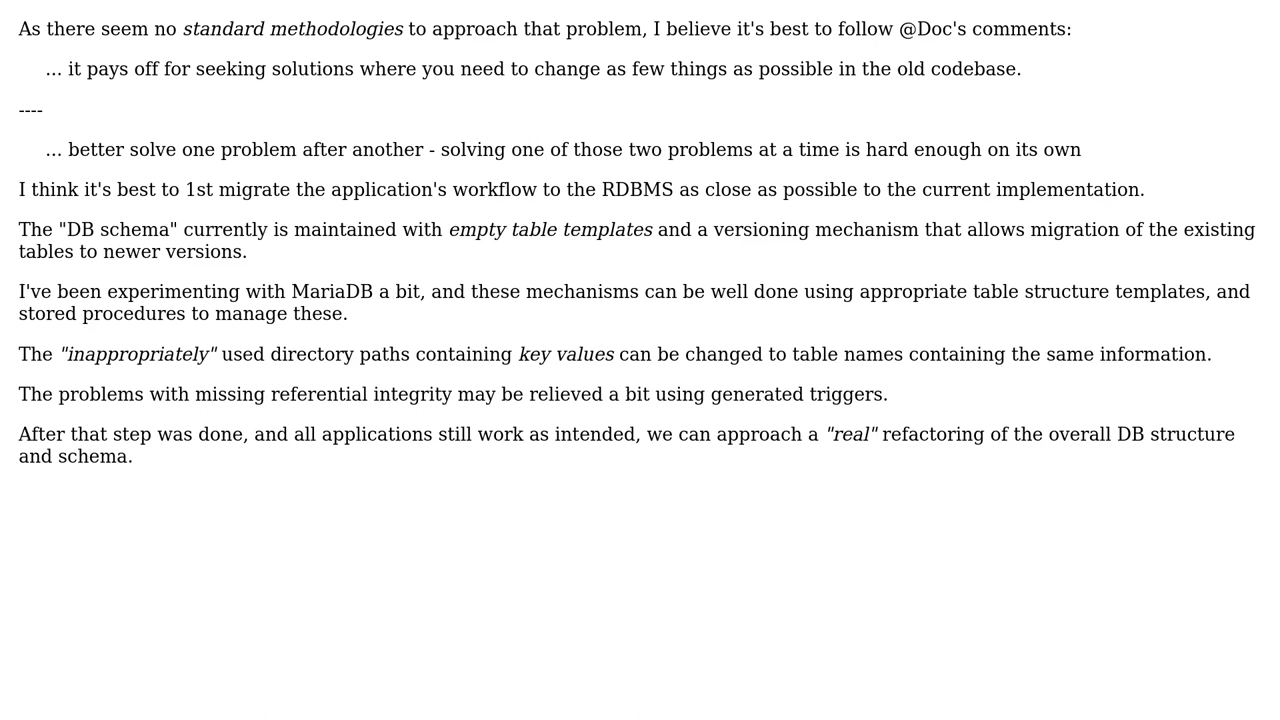 As there seem no standard methodologies to approach that problem, I believe it's best to follow @Doc's comments:
... it pays off for seeking solutions where you need to change as few things as possible in the old codebase.
----
... better solve one problem after another - solving one of those two problems at a time is hard enough on its own
I think it's best to 1st migrate the application's workflow to the RDBMS as close as possible to the current implementation.
The "DB schema" currently is maintained with empty table templates and a versioning mechanism that allows migration of the existing
tables to newer versions.
I've been experimenting with MariaDB a bit, and these mechanisms can be well done using appropriate table structure templates, and
stored procedures to manage these.
The "inappropriately" used directory paths containing key values can be changed to table names containing the same information.
The problems with missing referential integrity may be relieved a bit using generated triggers.
After that step was done, and all applications still work as intended, we can approach a "real" refactoring of the overall DB structure
and schema.